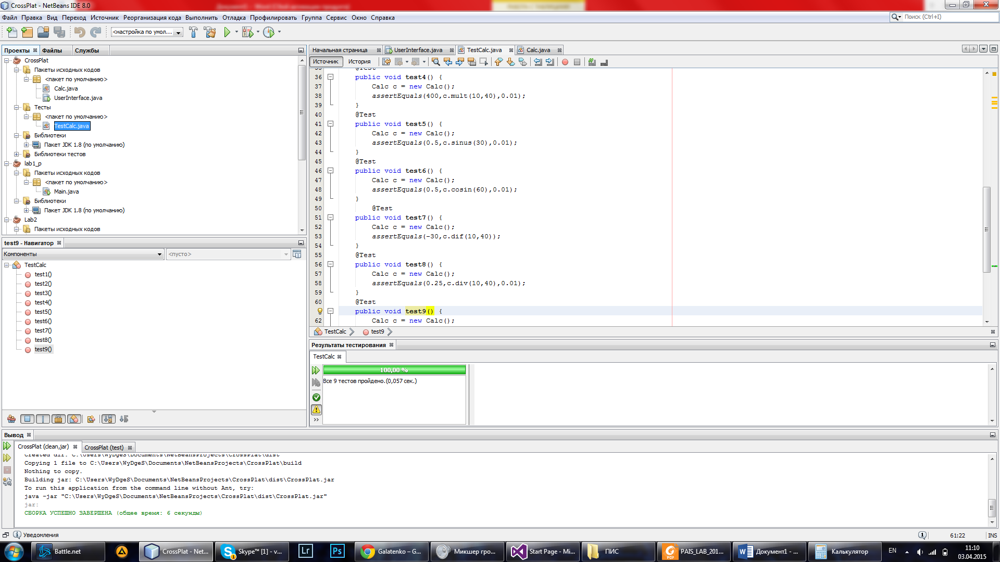 CrossPlat - NetBeans IDE 8.0
Файл Правка Вид Переход Источник Реорганизация кода Выполнить Отладка Профилировать Группа Сервис Окно Справка
Поиск (Ctrl+I)
<настройка по умол...
Проекты Файлы Службы
CrossPlat
Пакеты исходных кодов
<пакет по умолчанию>
Calc.java
UserInterface.java
Тесты
<пакет по умолчанию>
TestCalc.java
Библиотеки
Пакет JDK 1.8 (по умолчанию)
Библиотеки тестов
lab1_p
Пакеты исходных кодов
<пакет по умолчанию>
Main.java
Библиотеки
Пакет JDK 1.8 (по умолчанию)
Lab2
Пакеты исходных кодов
test9 - Навигатор
Компоненты <пусто>
TestCalc
test1()
test2()
test3()
test4()
test5()
test6()
test7()
test8()
test9()
Начальная страница UserInterface.java TestCalc.java Calc.java
Источник История
35 @Test
36 public void test4() {
37 Calc c = new Calc();
38 assertEquals(400,c.mult(10,40),0.01);
39 }
40 @Test
41 public void test5() {
42 Calc c = new Calc();
43 assertEquals(0.5,c.sinus(30),0.01);
44 }
45 @Test
46 public void test6() {
47 Calc c = new Calc();
48 assertEquals(0.5,c.cosin(60),0.01);
49 }
50 @Test
51 public void test7() {
52 Calc c = new Calc();
53 assertEquals(-30,c.dif(10,40));
54 }
55 @Test
56 public void test8() {
57 Calc c = new Calc();
58 assertEquals(0.25,c.div(10,40),0.01);
59 }
60 @Test
public void test9() {
62 Calc c = new Calc();
TestCalc test9
Результаты тестирования
TestCalc
100,00 %
Все 9 тестов пройдено.(0,057 сек.)
Вывод
CrossPlat (clean,jar) CrossPlat (test)
Created dir: C:\Users\WyDgeS\Documents\NetBeansProjects\CrossPlat\dist
Copying 1 file to C:\Users\WyDgeS\Documents\NetBeansProjects\CrossPlat\build
Nothing to copy.
Building jar: C:\Users\WyDgeS\Documents\NetBeansProjects\CrossPlat\dist\CrossPlat.jar
To run this application from the command line without Ant, try:
java -jar "C:\Users\WyDgeS\Documents\NetBeansProjects\CrossPlat\dist\CrossPlat.jar"
jar:
СБОРКА УСПЕШНО ЗАВЕРШЕНА (общее время: 6 секунды)
Уведомления
1 61:22 INS
Battle.net CrossPlat - Net... Skype™ [1] - v... Lr Ps Galatenko – G... Микшер гро... Start Page - Mi... ПИС PAIS_LAB_201... Документ1 - ... Калькулятор EN 11:10
03.04.2015